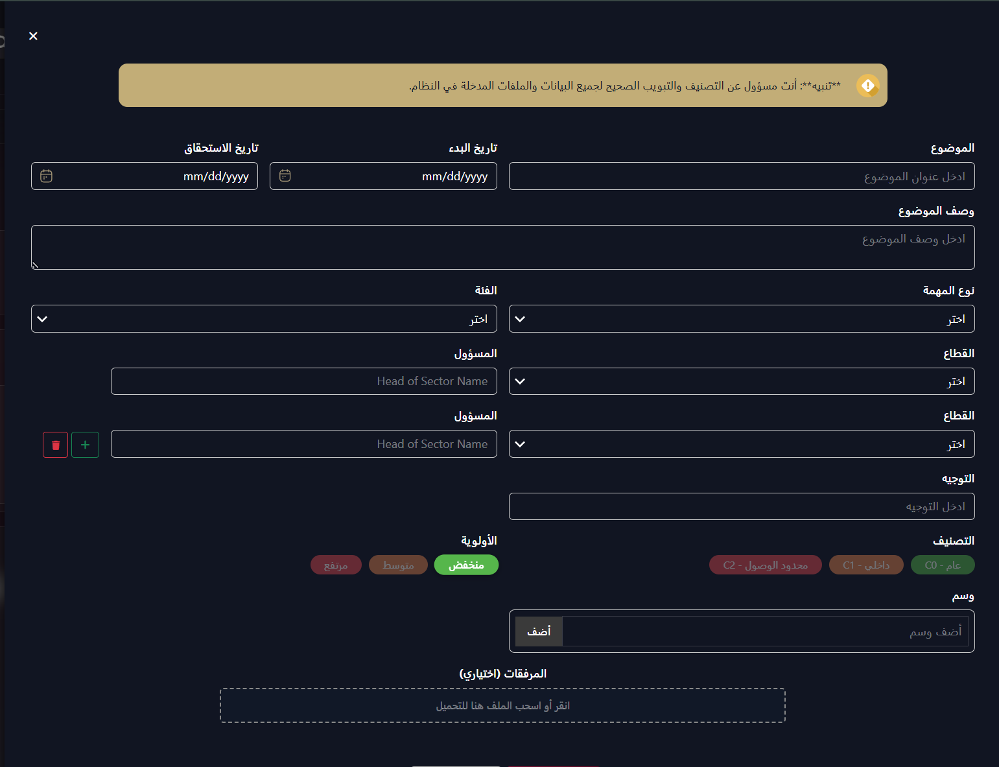 **تنبيه**: أنت مسؤول عن التصنيف والتبويب الصحيح لجميع البيانات والملفات المدخلة في النظام.
الموضوع
تاريخ البدء
تاريخ الاستحقاق
ادخل عنوان الموضوع
mm/dd/yyyy
mm/dd/yyyy
وصف الموضوع
ادخل وصف الموضوع
نوع المهمة
الفئة
اختر
اختر
القطاع
المسؤول
اختر
Head of Sector Name
القطاع
المسؤول
اختر
Head of Sector Name
التوجيه
ادخل التوجيه
التصنيف
الأولوية
عام - C0
داخلي - C1
محدود الوصول - C2
منخفض
متوسط
مرتفع
وسم
أضف وسم
أضف
المرفقات (اختياري)
انقر أو اسحب الملف هنا للتحميل